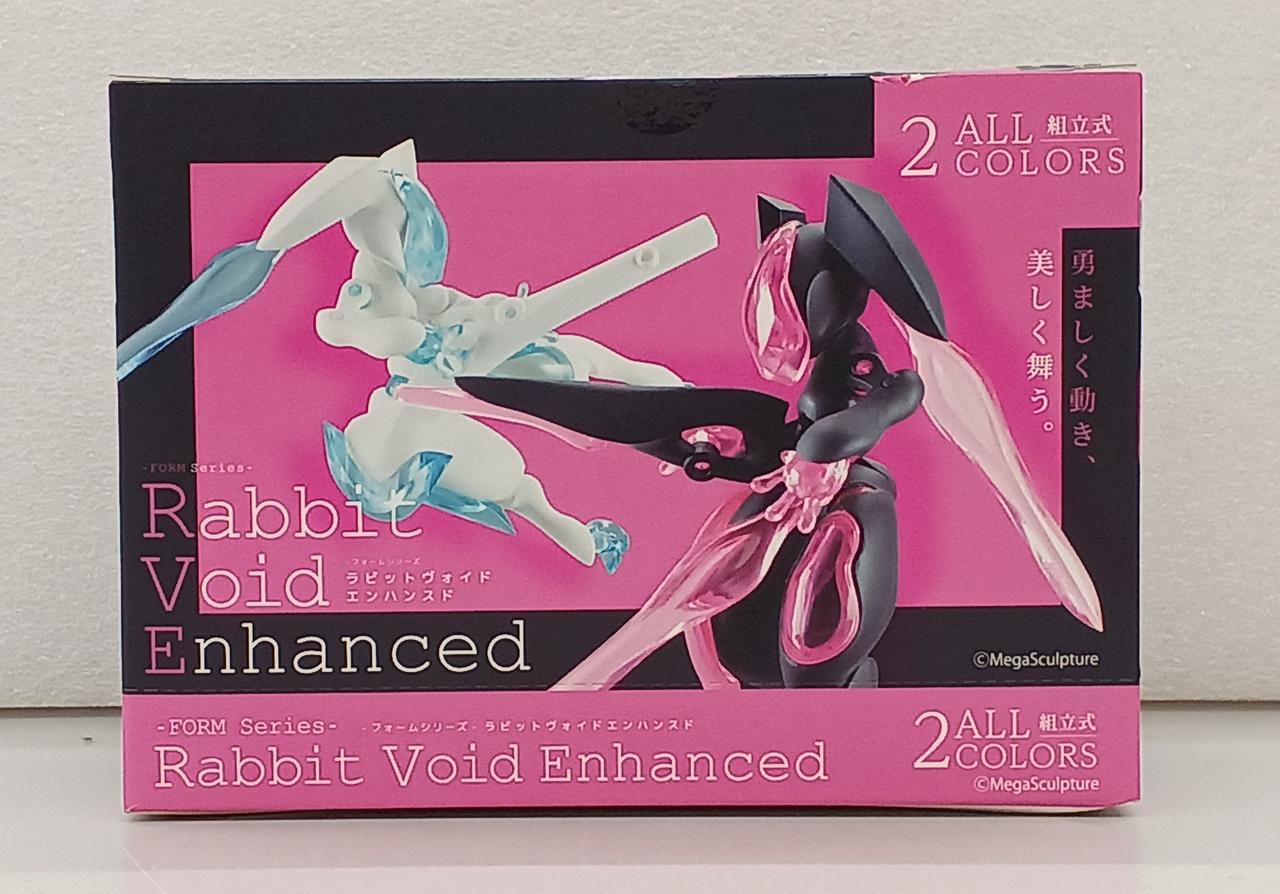 2 ALL 組立式
COLORS
勇ましく動き、
美しく舞う。
-FORM Series-
Rabbit
Void
-フォームシリーズ-
ラビットヴォイド
エンハンスド
Enhanced
©MegaSculpture
-FORM Series- -フォームシリーズ- ラビットヴォイドエンハンスド
Rabbit Void Enhanced
2 ALL 組立式
COLORS
©MegaSculpture